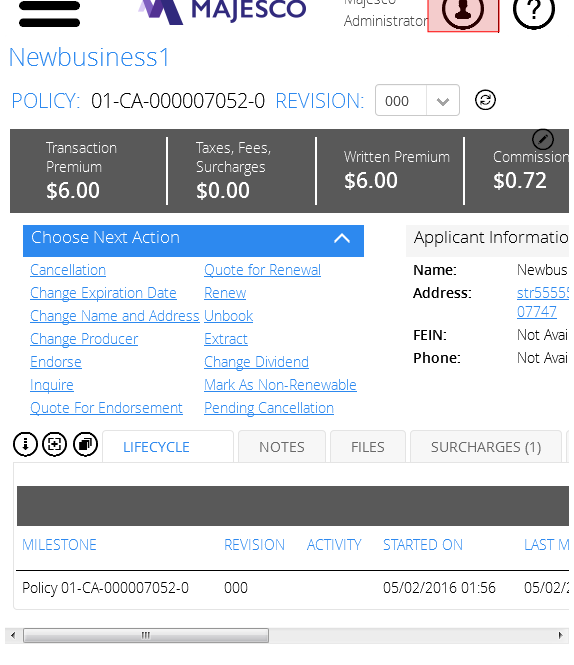 MAJESCO
Majesco
Administrator
Newbusiness1
POLICY: 01-CA-000007052-0 REVISION: 000
Transaction Premium
$6.00
Taxes, Fees, Surcharges
$0.00
Written Premium
$6.00
Commission
$0.72
Choose Next Action
Cancellation
Change Expiration Date
Change Name and Address
Change Producer
Endorse
Inquire
Quote For Endorsement
Quote for Renewal
Renew
Unbook
Extract
Change Dividend
Mark As Non-Renewable
Pending Cancellation
Applicant Informatio
Name: Newbus
Address: str5555
07747
FEIN: Not Avai
Phone: Not Avai
LIFECYCLE NOTES FILES SURCHARGES (1)
MILESTONE REVISION ACTIVITY STARTED ON LAST M
Policy 01-CA-000007052-0 000 05/02/2016 01:56 05/02/2